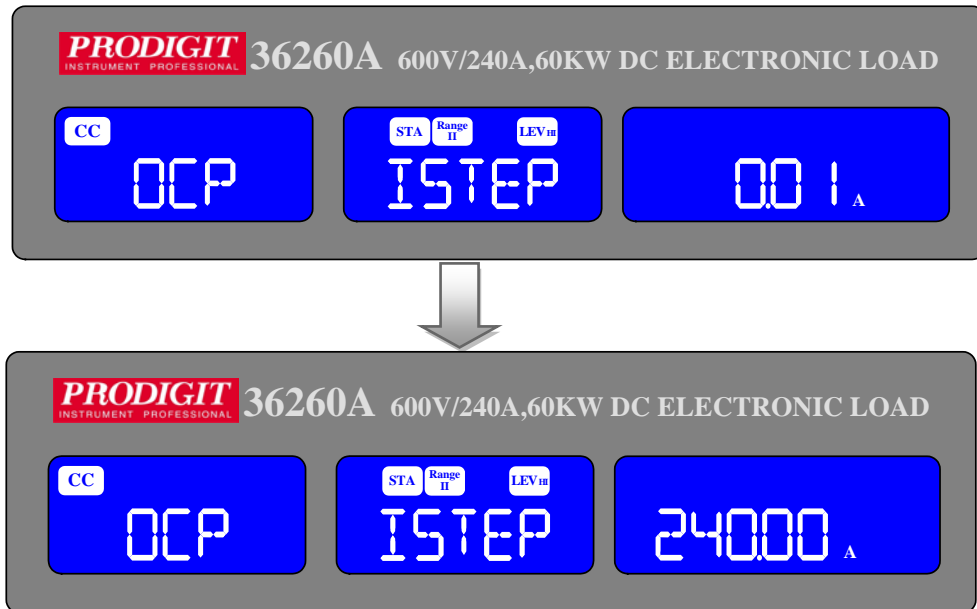 PRODIGIT
INSTRUMENT PROFESSIONAL
36260A 600V/240A,60KW DC ELECTRONIC LOAD
CC
OCP
STA Range II LEV HI
ISTEP
0.01 A
PRODIGIT
INSTRUMENT PROFESSIONAL
36260A 600V/240A,60KW DC ELECTRONIC LOAD
CC
OCP
STA Range II LEV HI
ISTEP
240.00 A